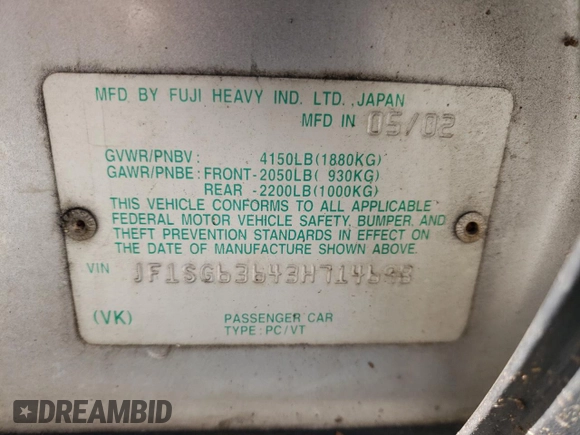 MFD. BY FUJI HEAVY IND. LTD., JAPAN
MFD IN 05/02
GVWR/PNBV: 4150LB(1880KG)
GAWR/PNBE: FRONT-2050LB( 930KG)
REAR -2200LB(1000KG)
THIS VEHICLE CONFORMS TO ALL APPLICABLE
FEDERAL MOTOR VEHICLE SAFETY, BUMPER, AND
THEFT PREVENTION STANDARDS IN EFFECT ON
THE DATE OF MANUFACTURE SHOWN ABOVE.
VIN
(VK) PASSENGER CAR
TYPE: PC/VT
DREAMBID